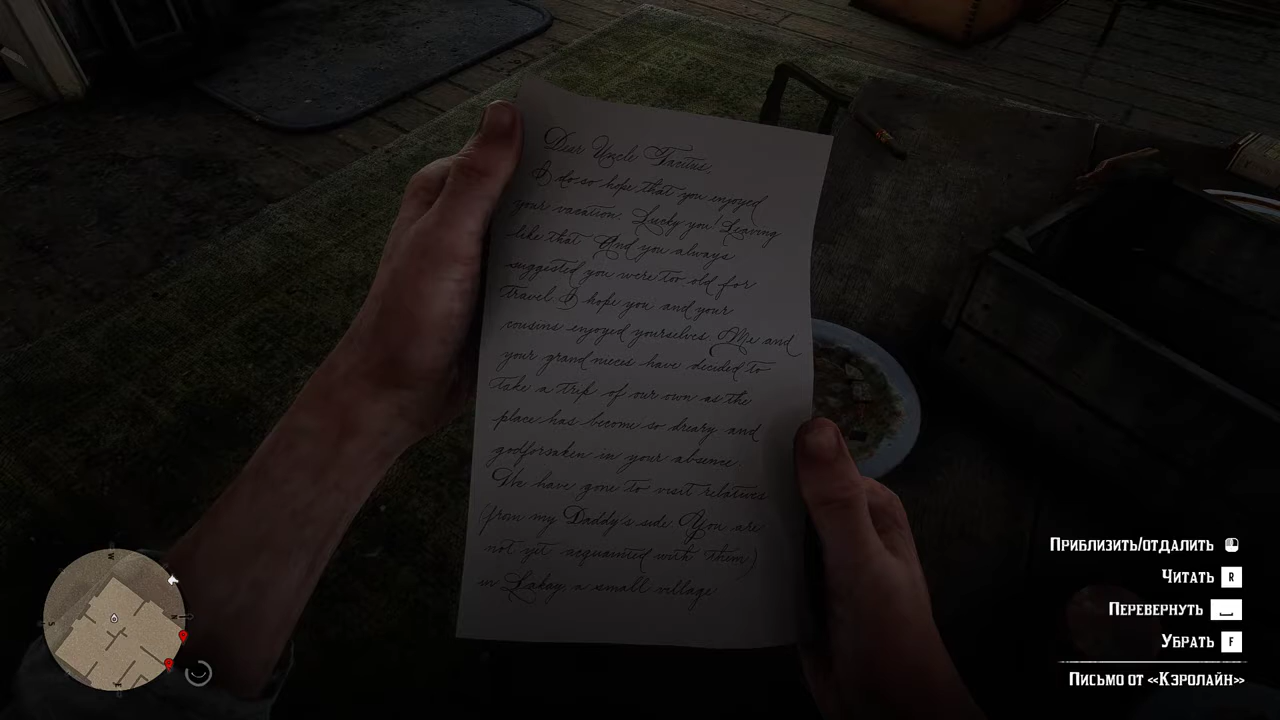 Dear Uncle Tacitus,
I do so hope that you enjoyed
your vacation. Lucky you! Leaving
like that. And you always
suggested you were too old for
travel. I hope you and your
cousins enjoyed yourselves. Me and
your grand nieces have decided to
take a trip of our own as the
place has become so dreary and
godforsaken in your absence.
We have gone to visit relatives
(from my Daddy's side. You are
not yet acquainted with them)
in Lakay, a small village
Приблизить/отдалить
Читать R
Перевернуть
Убрать F
Письмо от «Кэролайн»